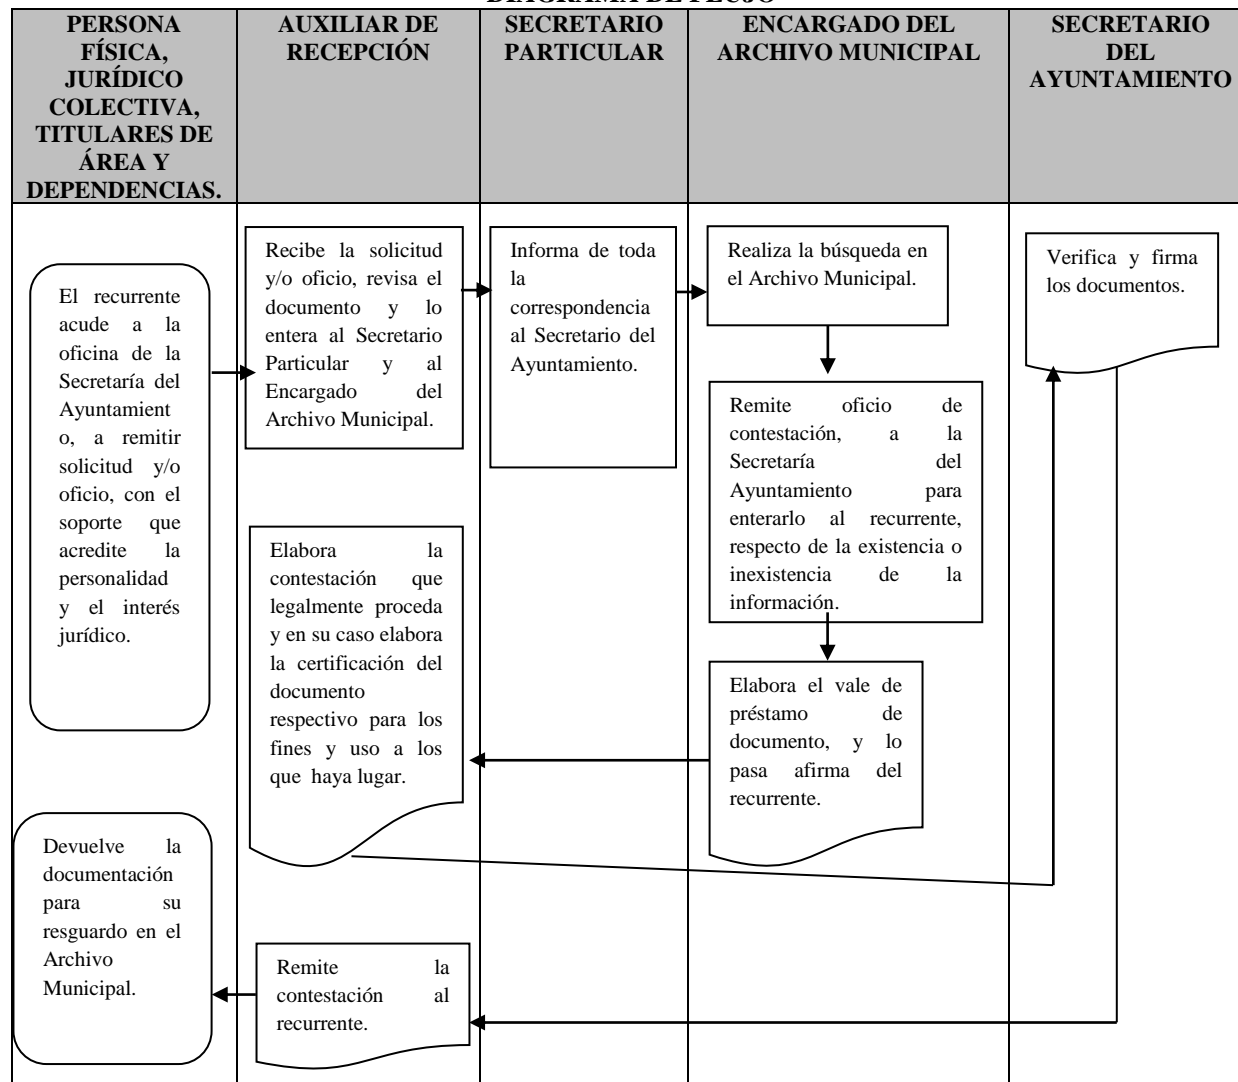 DIAGRAMA DE FLUJO
PERSONA
FÍSICA,
JURÍDICO
COLECTIVA,
TITULARES DE
ÁREA Y
DEPENDENCIAS.
AUXILIAR DE
RECEPCIÓN
SECRETARIO
PARTICULAR
ENCARGADO DEL
ARCHIVO MUNICIPAL
SECRETARIO
DEL
AYUNTAMIENTO
El recurrente
acude a la
oficina de la
Secretaría del
Ayuntamient
o, a remitir
solicitud y/o
oficio, con el
soporte que
acredite la
personalidad
y el interés
jurídico.
Recibe la solicitud
y/o oficio, revisa el
documento y lo
entera al Secretario
Particular y al
Encargado del
Archivo Municipal.
Informa de toda
la
correspondencia
al Secretario del
Ayuntamiento.
Realiza la búsqueda en
el Archivo Municipal.
Remite oficio de
contestación, a la
Secretaría del
Ayuntamiento para
enterarlo al recurrente,
respecto de la existencia o
inexistencia de la
información.
Elabora el vale de
préstamo de
documento, y lo
pasa afirma del
recurrente.
Elabora la
contestación que
legalmente proceda
y en su caso elabora
la certificación del
documento
respectivo para los
fines y uso a los
que haya lugar.
Verifica y firma
los documentos.
Remite la
contestación al
recurrente.
Devuelve la
documentación
para su
resguardo en el
Archivo
Municipal.